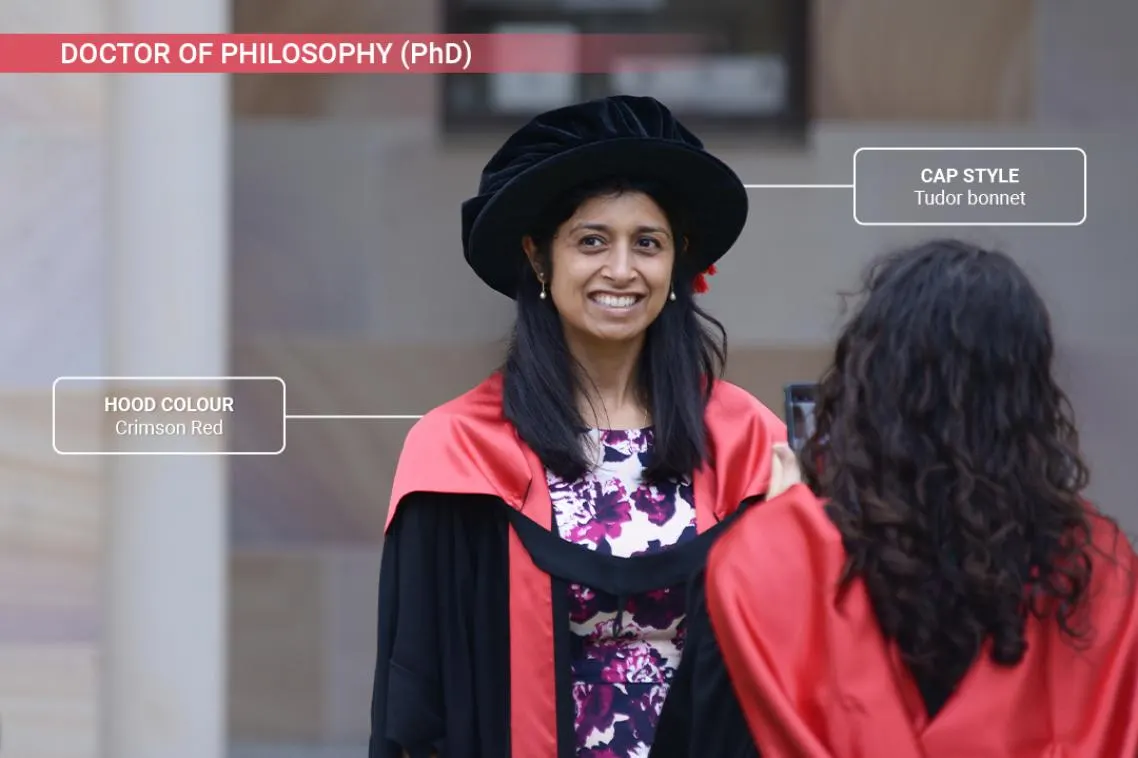 DOCTOR OF PHILOSOPHY (PhD)
CAP STYLE
Tudor bonnet
HOOD COLOUR
Crimson Red